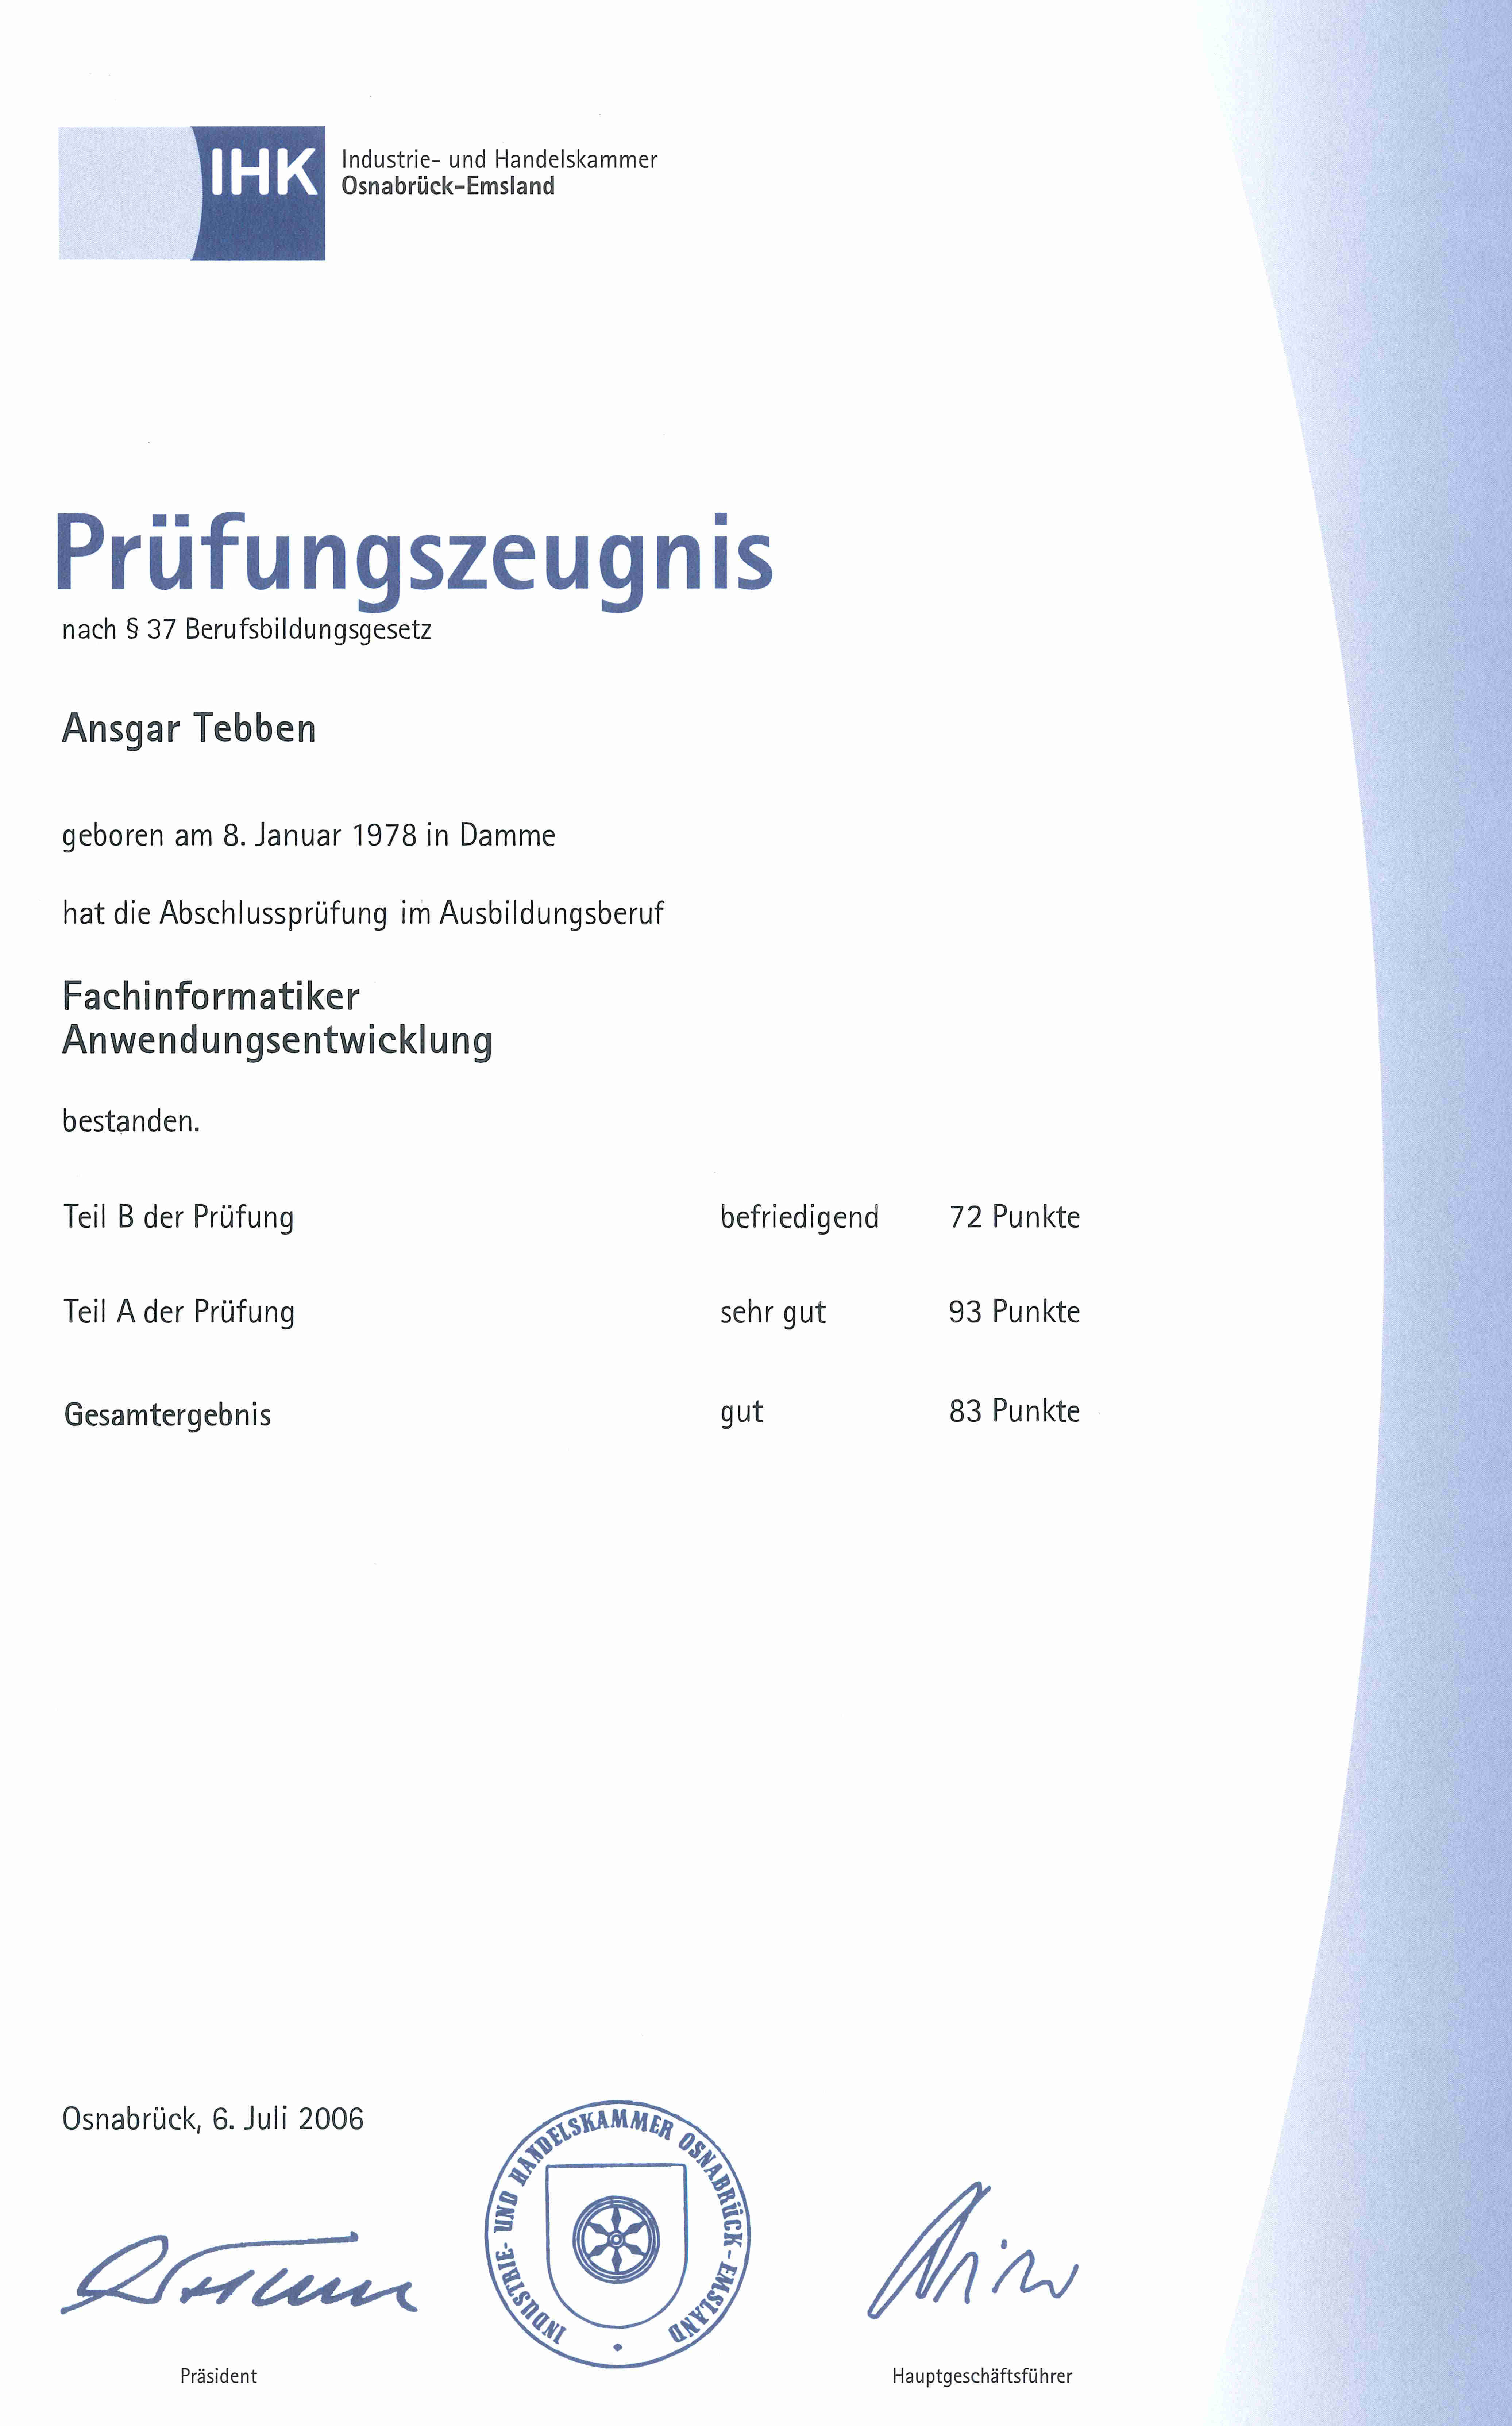 IHK
Industrie- und Handelskammer
Osnabrück-Emsland
Prüfungszeugnis
nach § 37 Berufsbildungsgesetz
Ansgar Tebben
geboren am 8. Januar 1978 in Damme
hat die Abschlussprüfung im Ausbildungsberuf
Fachinformatiker
Anwendungsentwicklung
bestanden.
Teil B der Prüfung befriedigend 72 Punkte
Teil A der Prüfung sehr gut 93 Punkte
Gesamtergebnis gut 83 Punkte
Osnabrück, 6. Juli 2006
INDUSTRIE- UND HANDELSKAMMER OSNABRÜCK-EMSLAND
Präsident
Hauptgeschäftsführer